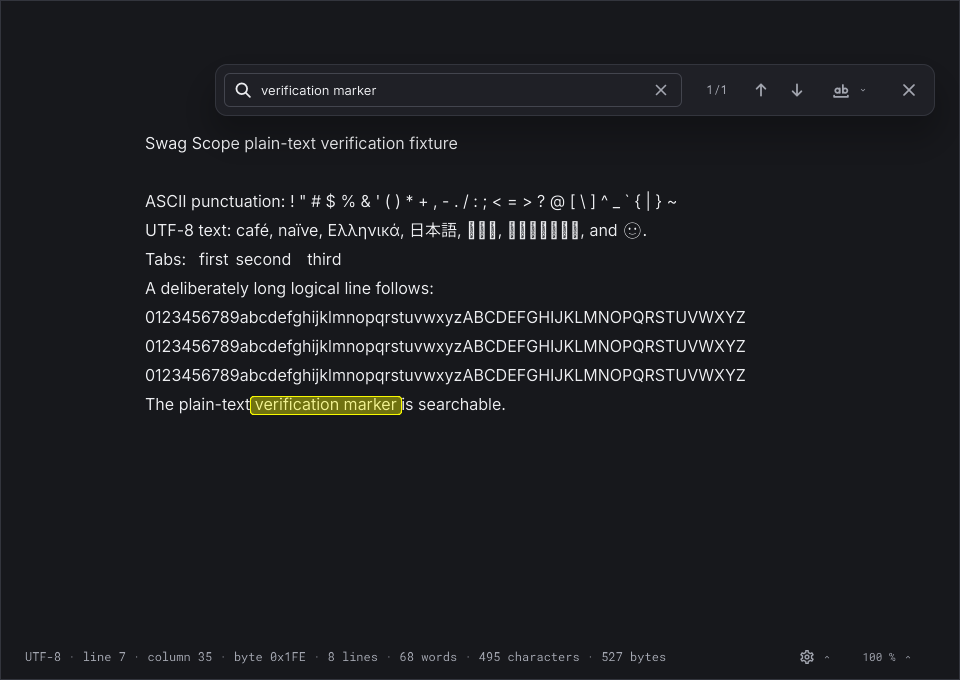 verification marker
1/1
ab
Swag Scope plain-text verification fixture
ASCII punctuation: ! " # $ % & ' ( ) * + , - . / : ; < = > ? @ [ \ ] ^ _ ` { | } ~
UTF-8 text: café, naïve, Ελληνικά, 日本語, , , and 🙂.
Tabs: first second third
A deliberately long logical line follows:
0123456789abcdefghijklmnopqrstuvwxyzABCDEFGHIJKLMNOPQRSTUVWXYZ
0123456789abcdefghijklmnopqrstuvwxyzABCDEFGHIJKLMNOPQRSTUVWXYZ
0123456789abcdefghijklmnopqrstuvwxyzABCDEFGHIJKLMNOPQRSTUVWXYZ
The plain-text verification marker is searchable.
UTF-8 · line 7 · column 35 · byte 0x1FE · 8 lines · 68 words · 495 characters · 527 bytes 100 %